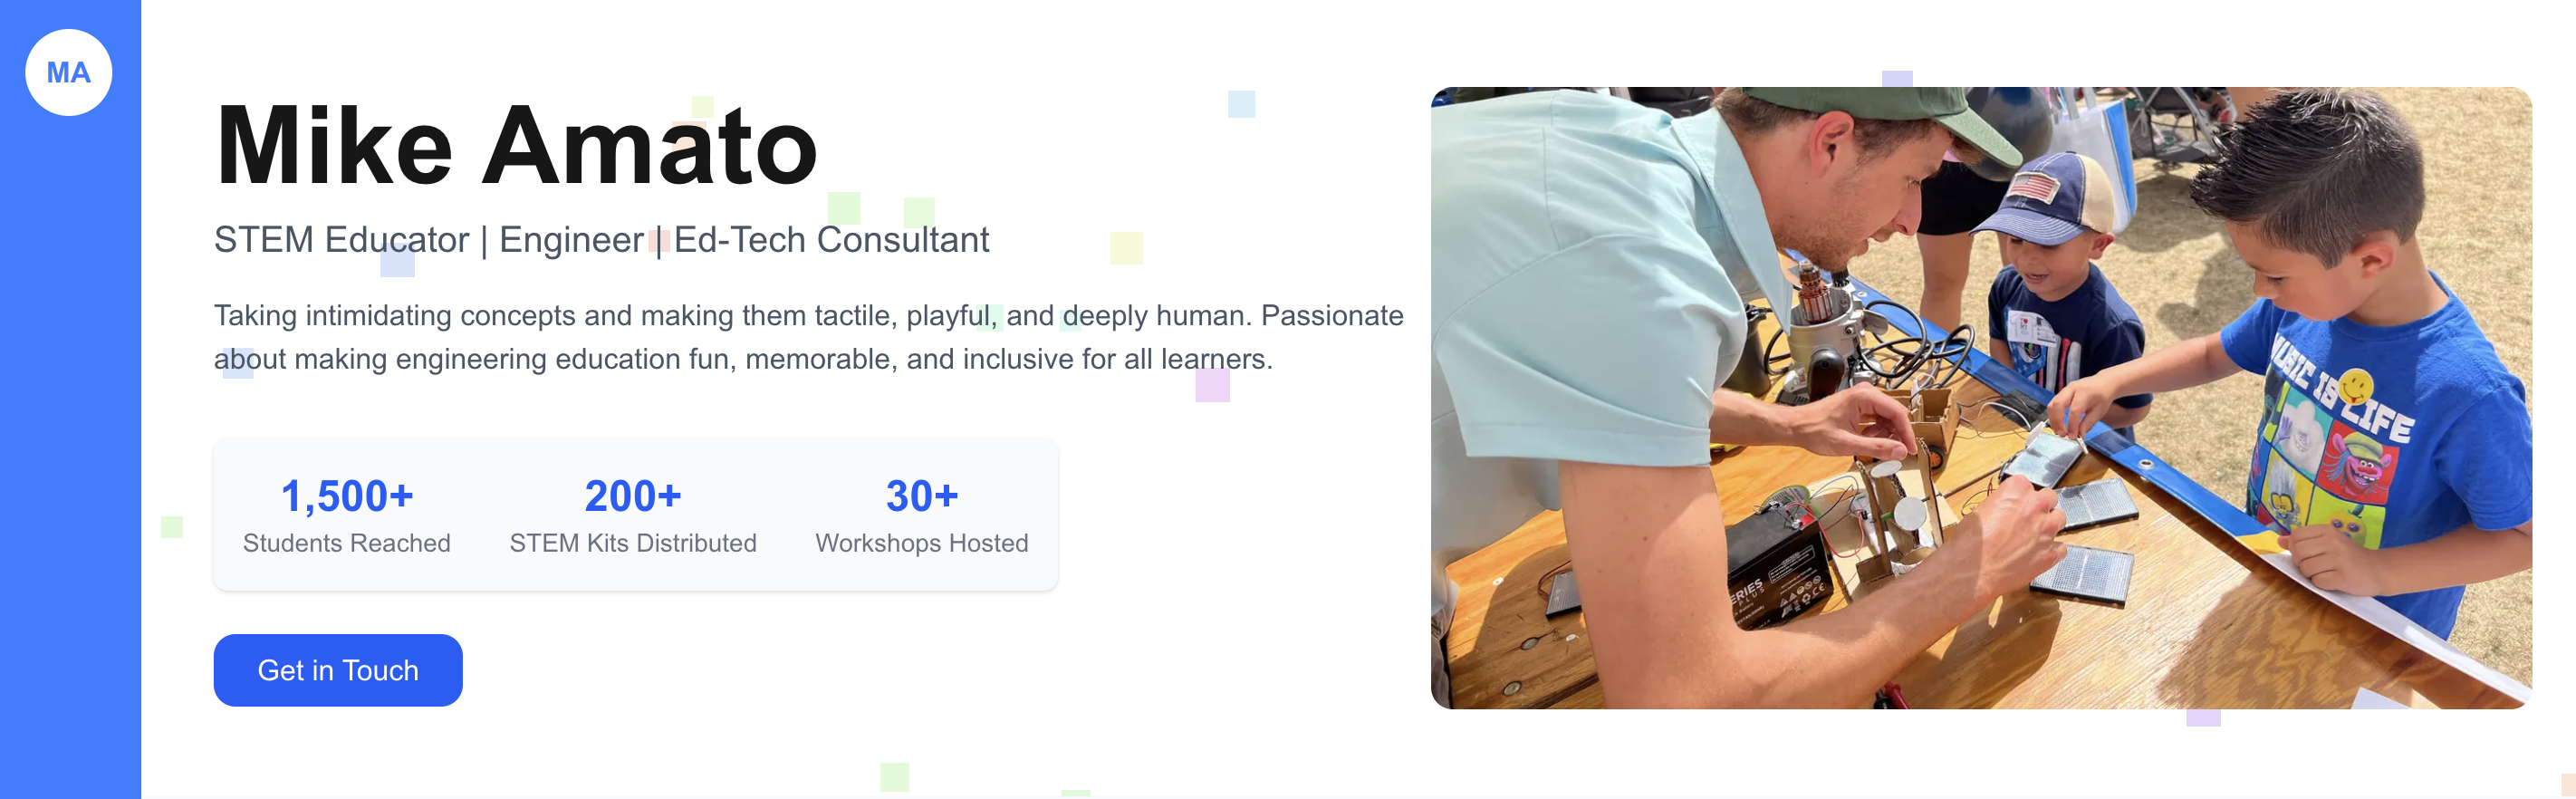 MA
Mike Amato
STEM Educator | Engineer | Ed-Tech Consultant
Taking intimidating concepts and making them tactile, playful, and deeply human. Passionate
about making engineering education fun, memorable, and inclusive for all learners.
1,500+ 200+ 30+
Students Reached STEM Kits Distributed Workshops Hosted
Get in Touch
MUSIC IS LIFE
ERIES
PLUS